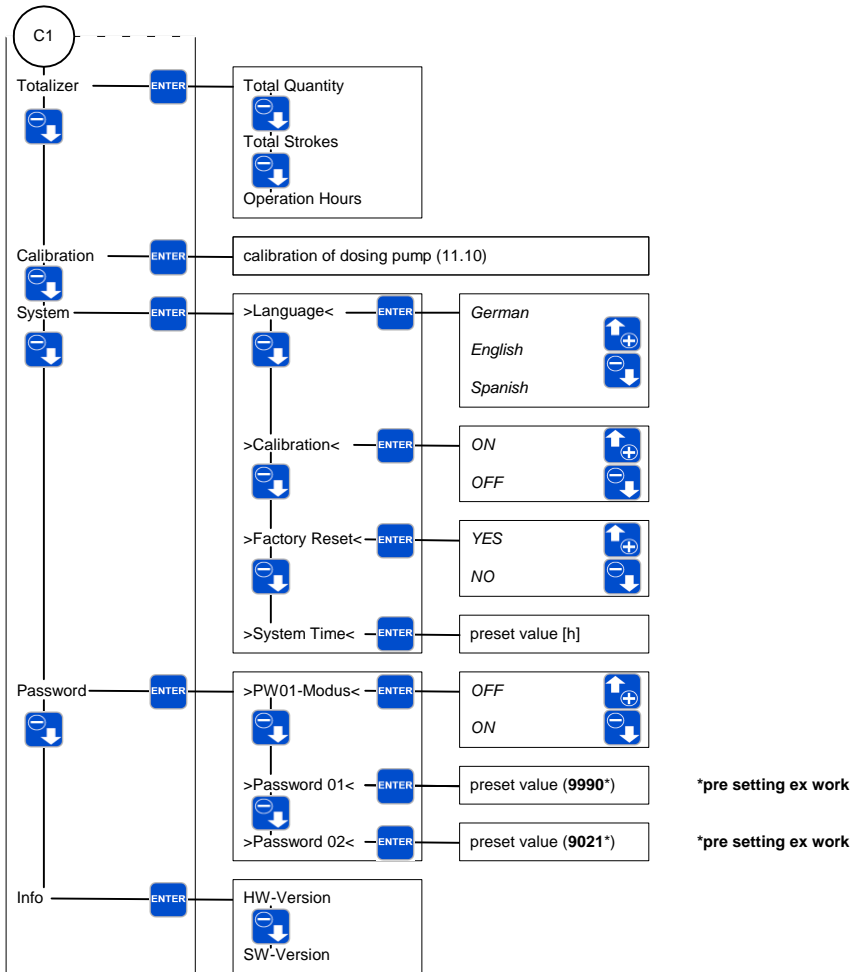 C1
Totalizer ENTER Total Quantity
Total Strokes
Operation Hours
Calibration ENTER calibration of dosing pump (11.10)
System ENTER >Language< ENTER German
English
Spanish
>Calibration< ENTER ON
OFF
>Factory Reset< ENTER YES
NO
>System Time< ENTER preset value [h]
Password ENTER >PW01-Modus< ENTER OFF
ON
>Password 01< ENTER preset value (9990*) *pre setting ex work
>Password 02< ENTER preset value (9021*) *pre setting ex work
Info ENTER HW-Version
SW-Version